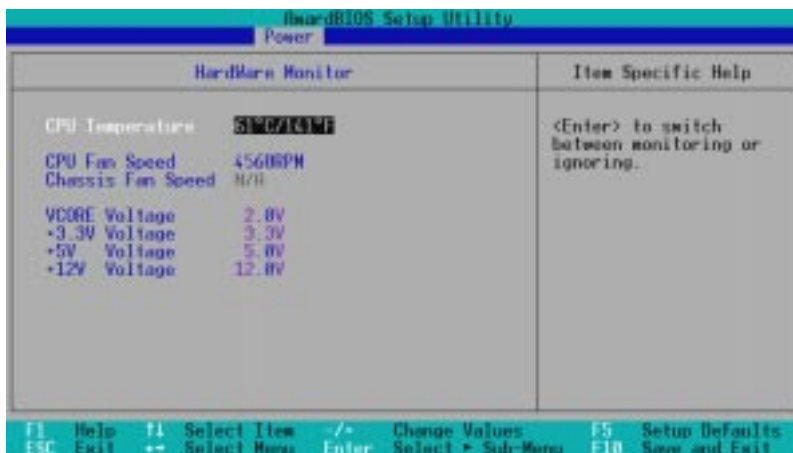 AwardBIOS Setup Utility
Power
HardWare Monitor
Item Specific Help
CPU Temperature 61°C/141°F
<Enter> to switch
between monitoring or
ignoring.
CPU Fan Speed 4560RPM
Chassis Fan Speed N/A
VCORE Voltage 2.0V
+3.3V Voltage 3.3V
+5V Voltage 5.0V
+12V Voltage 12.0V
F1 Help ↑↓ Select Item -/+ Change Values F5 Setup Defaults
ESC Exit ←→ Select Menu Enter Select ► Sub-Menu F10 Save and Exit